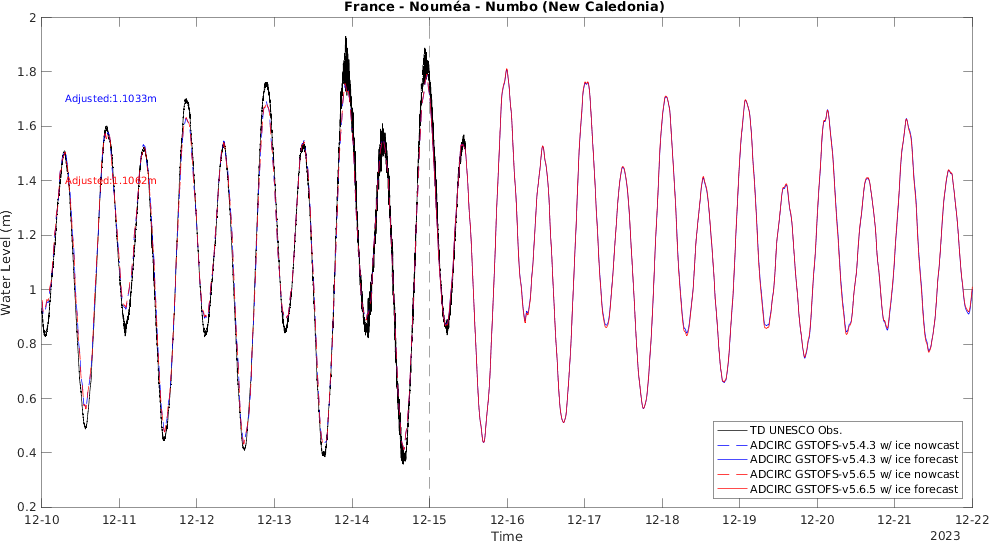 France - Nouméa - Numbo (New Caledonia)
2
1.8
1.6
1.4
1.2
1
0.8
0.6
0.4
0.2
Water Level (m)
Adjusted:1.1033m
Adjusted:1.1062m
TD UNESCO Obs.
ADCIRC GSTOFS-v5.4.3 w/ ice nowcast
ADCIRC GSTOFS-v5.4.3 w/ ice forecast
ADCIRC GSTOFS-v5.6.5 w/ ice nowcast
ADCIRC GSTOFS-v5.6.5 w/ ice forecast
12-10 12-11 12-12 12-13 12-14 12-15 12-16 12-17 12-18 12-19 12-20 12-21 12-22
Time
2023